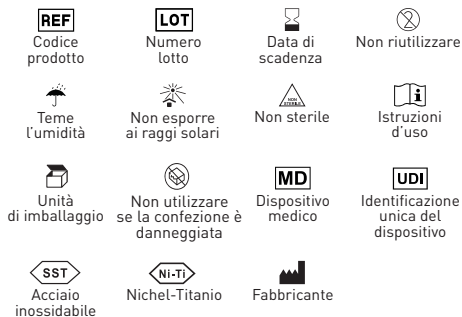 REF
LOT
2
Codice
prodotto
Numero
lotto
Data di
scadenza
Non riutilizzare
NON
STERILE
i
Teme
l'umidità
Non esporre
ai raggi solari
Non sterile
Istruzioni
d'uso
MD
UDI
Unità
di imballaggio
Non utilizzare
se la confezione è
danneggiata
Dispositivo
medico
Identificazione
unica del
dispositivo
SST
Ni-Ti
Acciaio
inossidabile
Nichel-Titanio
Fabbricante